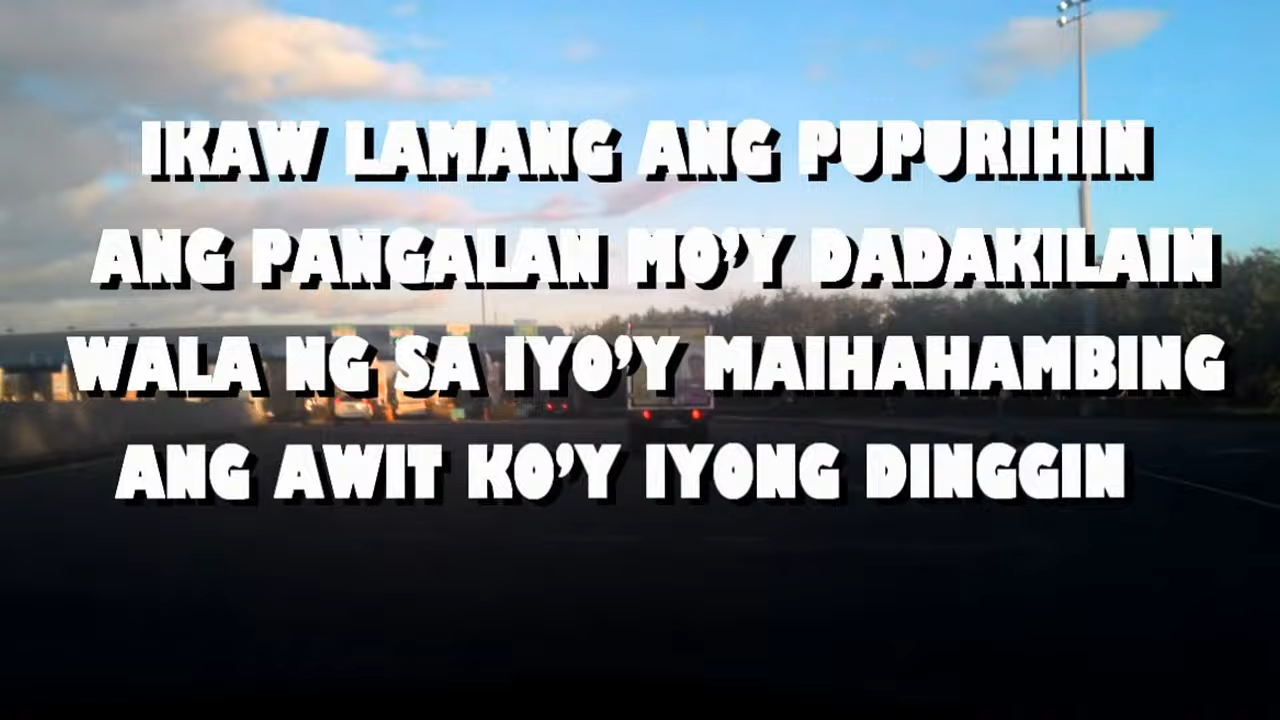 IKAW LAMANG ANG PUPURIHIN
ANG PANGALAN MO'Y DADAKILAIN
WALA NG SA IYO'Y MAIHAHAMBING
ANG AWIT KO'Y IYONG DINGGIN